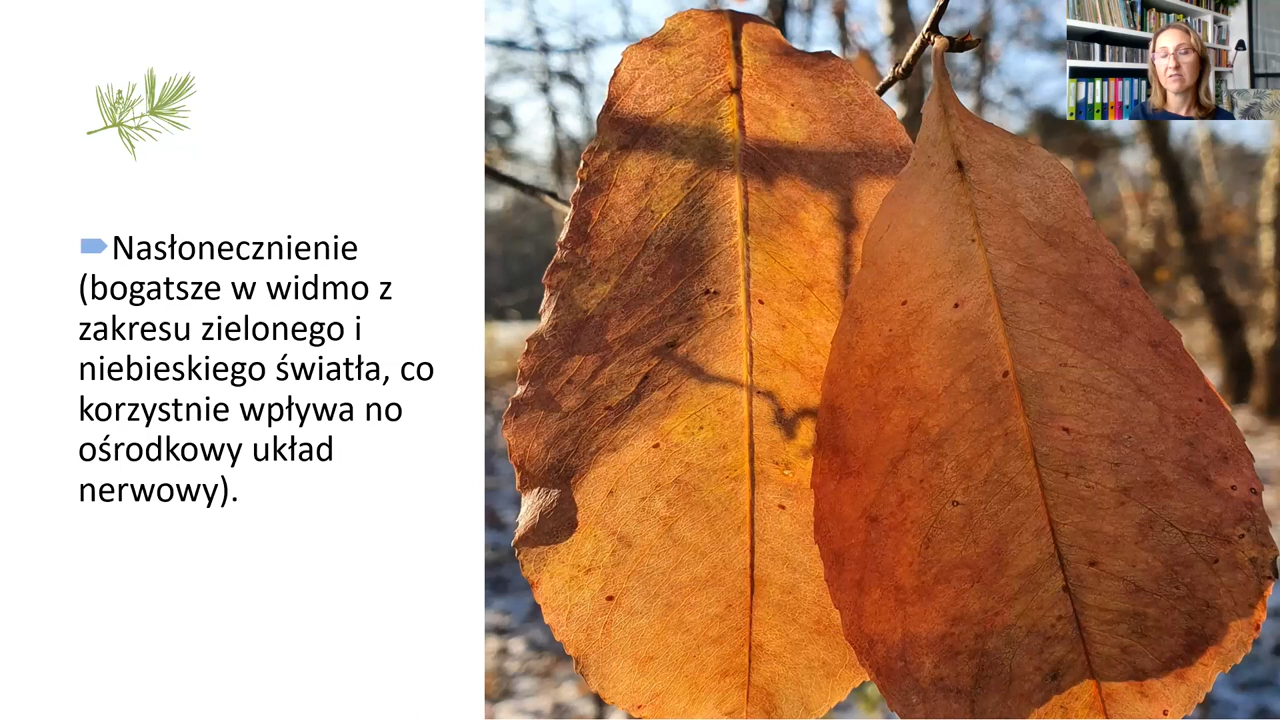 Nasłonecznienie
(bogatsze w widmo z
zakresu zielonego i
niebieskiego światła, co
korzystnie wpływa no
ośrodkowy układ
nerwowy).